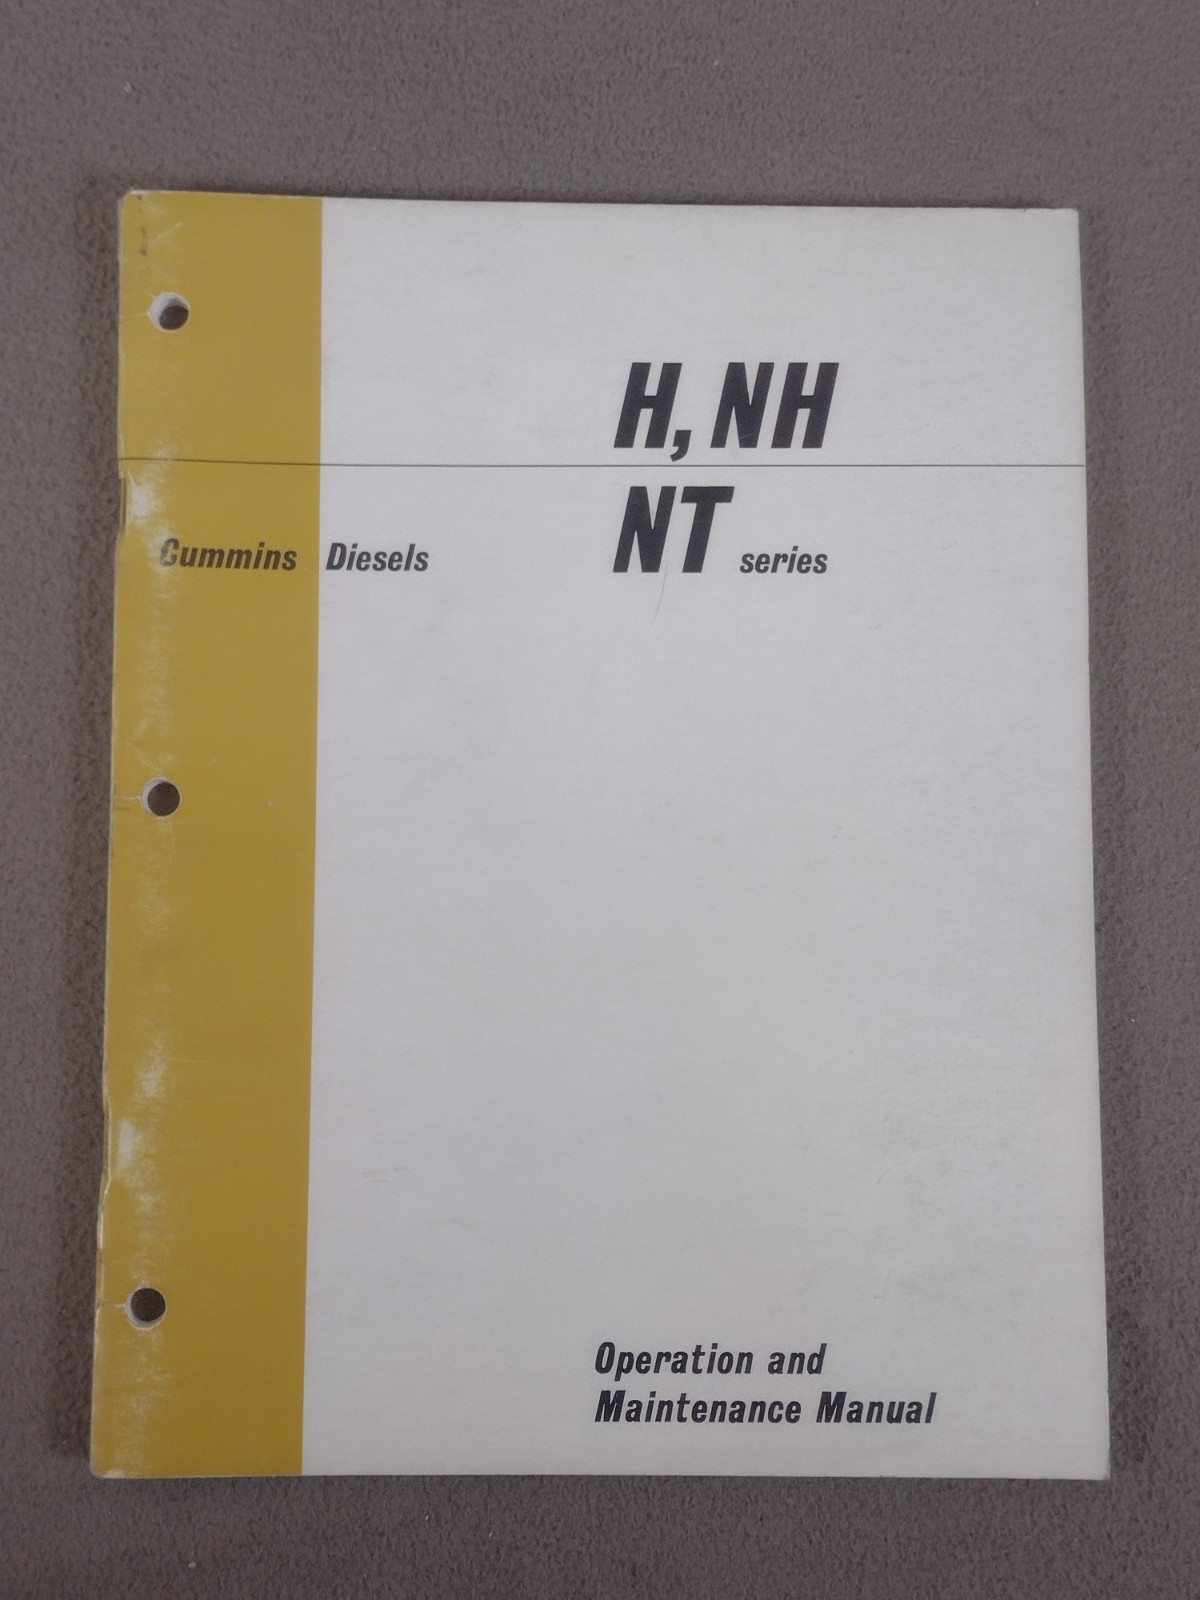 H, NH
NT series
Cummins Diesels
Operation and
Maintenance Manual